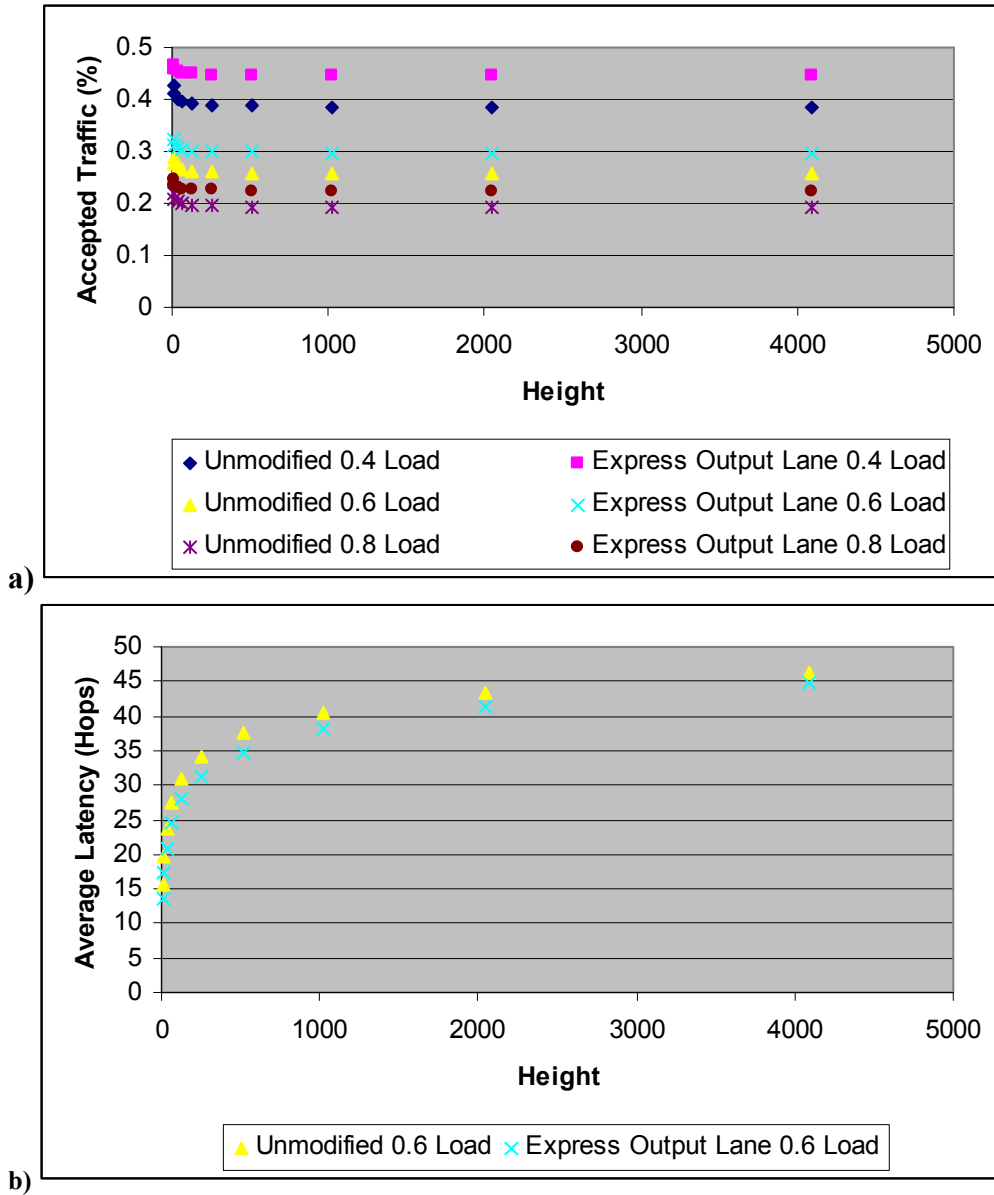 0.5
0.4
0.3
0.2
0.1
0
Accepted Traffic (%)
0 1000 2000 3000 4000 5000
Height
Unmodified 0.4 Load Express Output Lane 0.4 Load
Unmodified 0.6 Load Express Output Lane 0.6 Load
Unmodified 0.8 Load Express Output Lane 0.8 Load
a)
50
45
40
35
30
25
20
15
10
5
0
Average Latency (Hops)
0 1000 2000 3000 4000 5000
Height
Unmodified 0.6 Load Express Output Lane 0.6 Load
b)